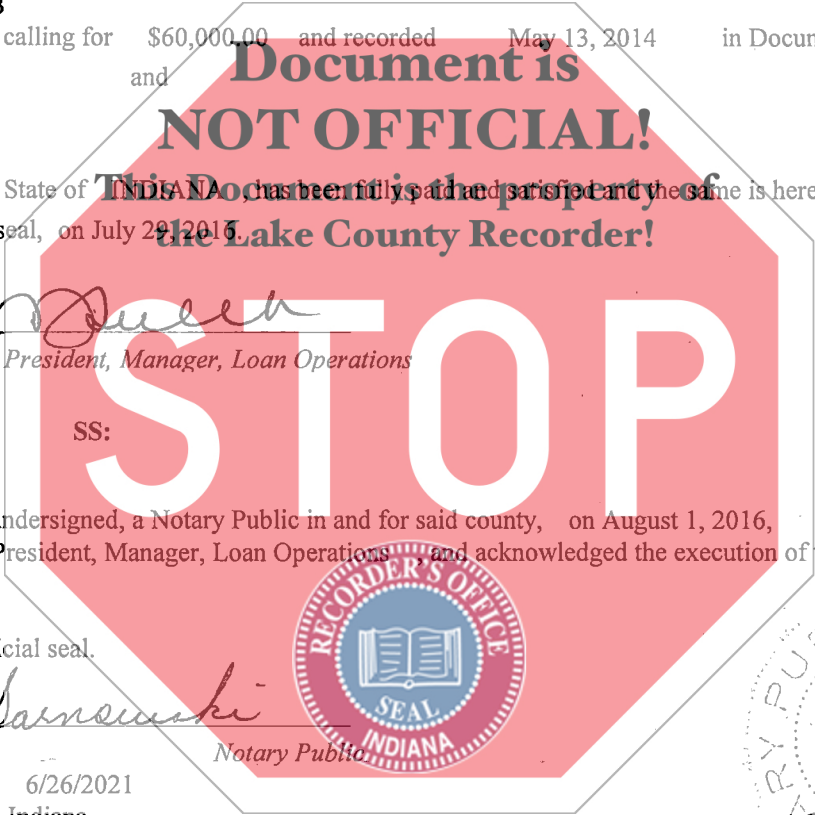 calling for $60,000.00 and recorded May 13, 2014 in Docum
and
Document is
NOT OFFICIAL!
State of INDIANA , has been fully paid and satisfied and the same is here
This Document is the property of
seal, on July 29, 2016.
the Lake County Recorder!
STOP
President, Manager, Loan Operations
SS:
ndersigned, a Notary Public in and for said county, on August 1, 2016,
President, Manager, Loan Operations , and acknowledged the execution of
RECORDER'S OFFICE
SEAL
INDIANA
cial seal.
Notary Public
6/26/2021
Indiana
RY PU